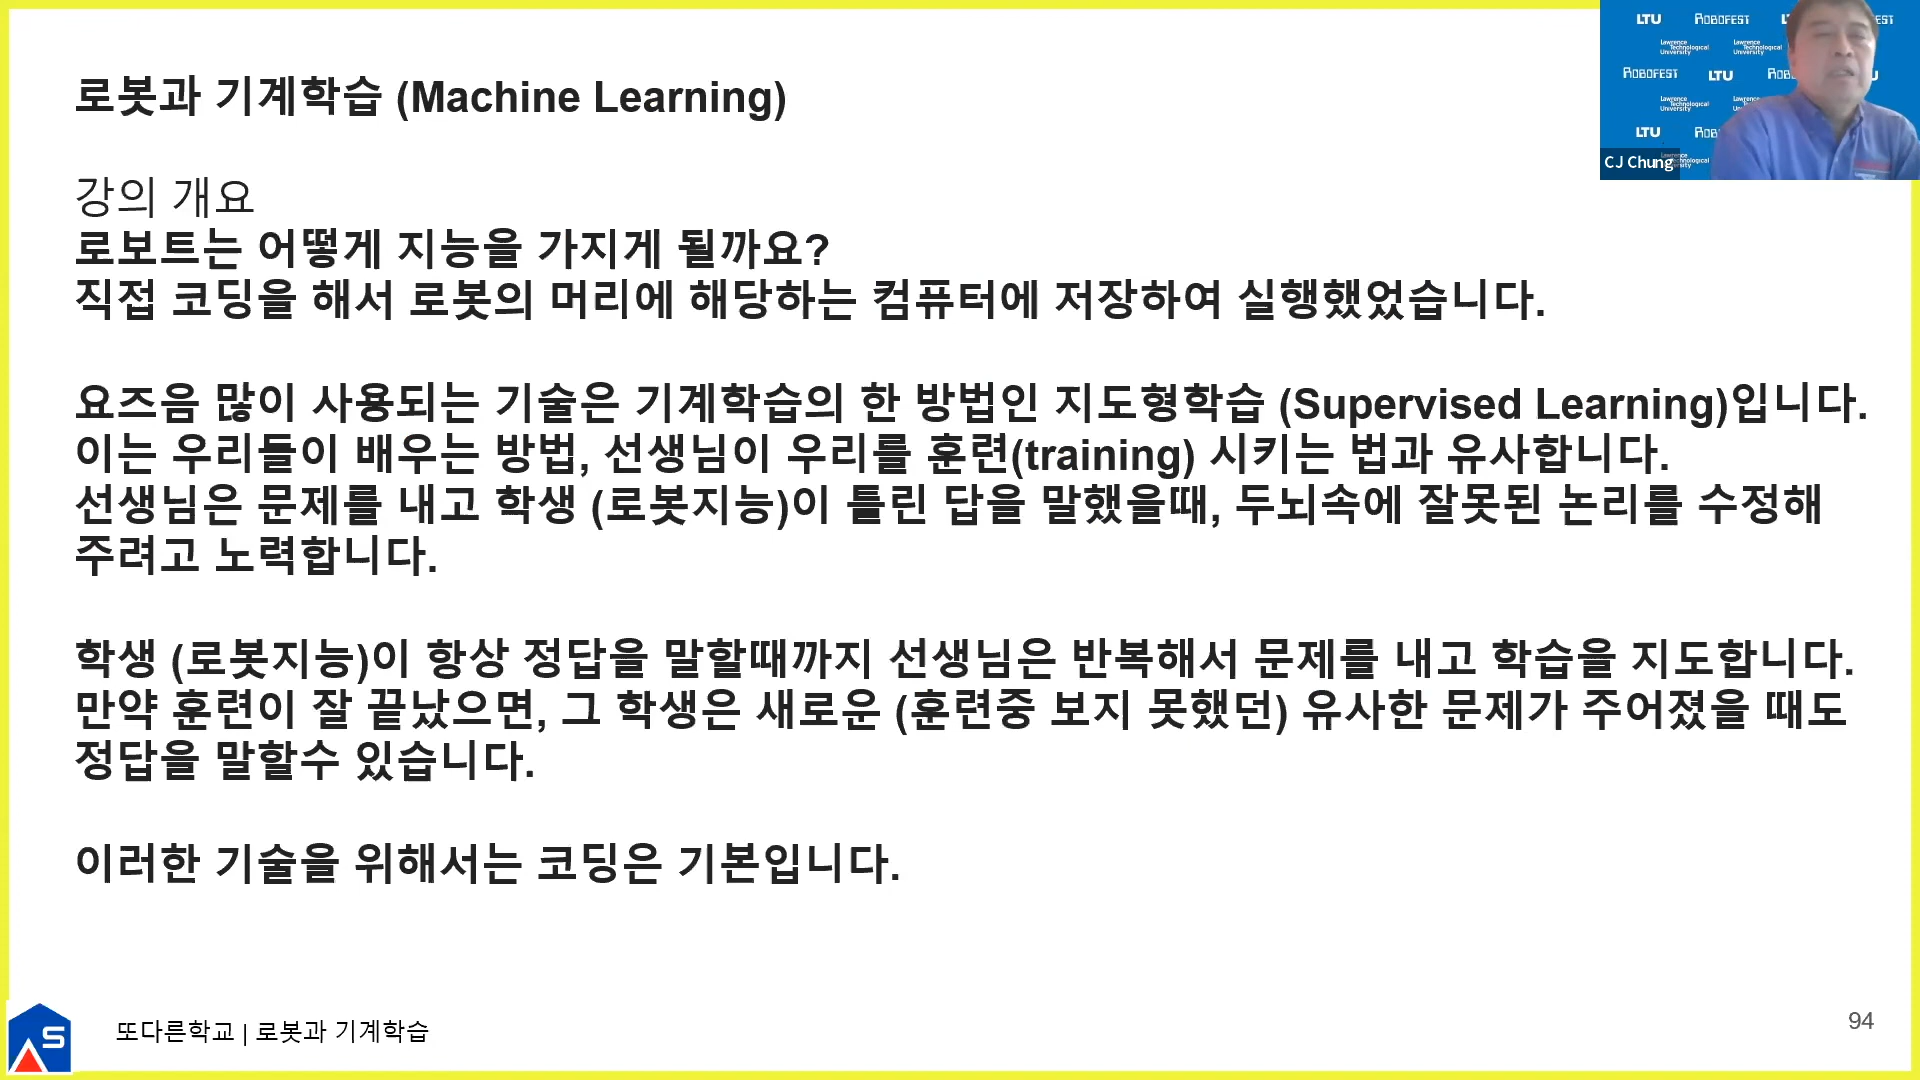 로봇과 기계학습 (Machine Learning)
강의 개요
로보트는 어떻게 지능을 가지게 될까요?
직접 코딩을 해서 로봇의 머리에 해당하는 컴퓨터에 저장하여 실행했었습니다.
요즈음 많이 사용되는 기술은 기계학습의 한 방법인 지도형학습 (Supervised Learning)입니다.
이는 우리들이 배우는 방법, 선생님이 우리를 훈련(training) 시키는 법과 유사합니다.
선생님은 문제를 내고 학생 (로봇지능)이 틀린 답을 말했을때, 두뇌속에 잘못된 논리를 수정해
주려고 노력합니다.
학생 (로봇지능)이 항상 정답을 말할때까지 선생님은 반복해서 문제를 내고 학습을 지도합니다.
만약 훈련이 잘 끝났으면, 그 학생은 새로운 (훈련중 보지 못했던) 유사한 문제가 주어졌을 때도
정답을 말할수 있습니다.
이러한 기술을 위해서는 코딩은 기본입니다.
또다른학교 | 로봇과 기계학습
94
S
LTU ROBOFEST
Lawrence Technological University
Lawrence Technological University
ROBOFEST LTU
Lawrence Technological University
LTU
CJ Chung